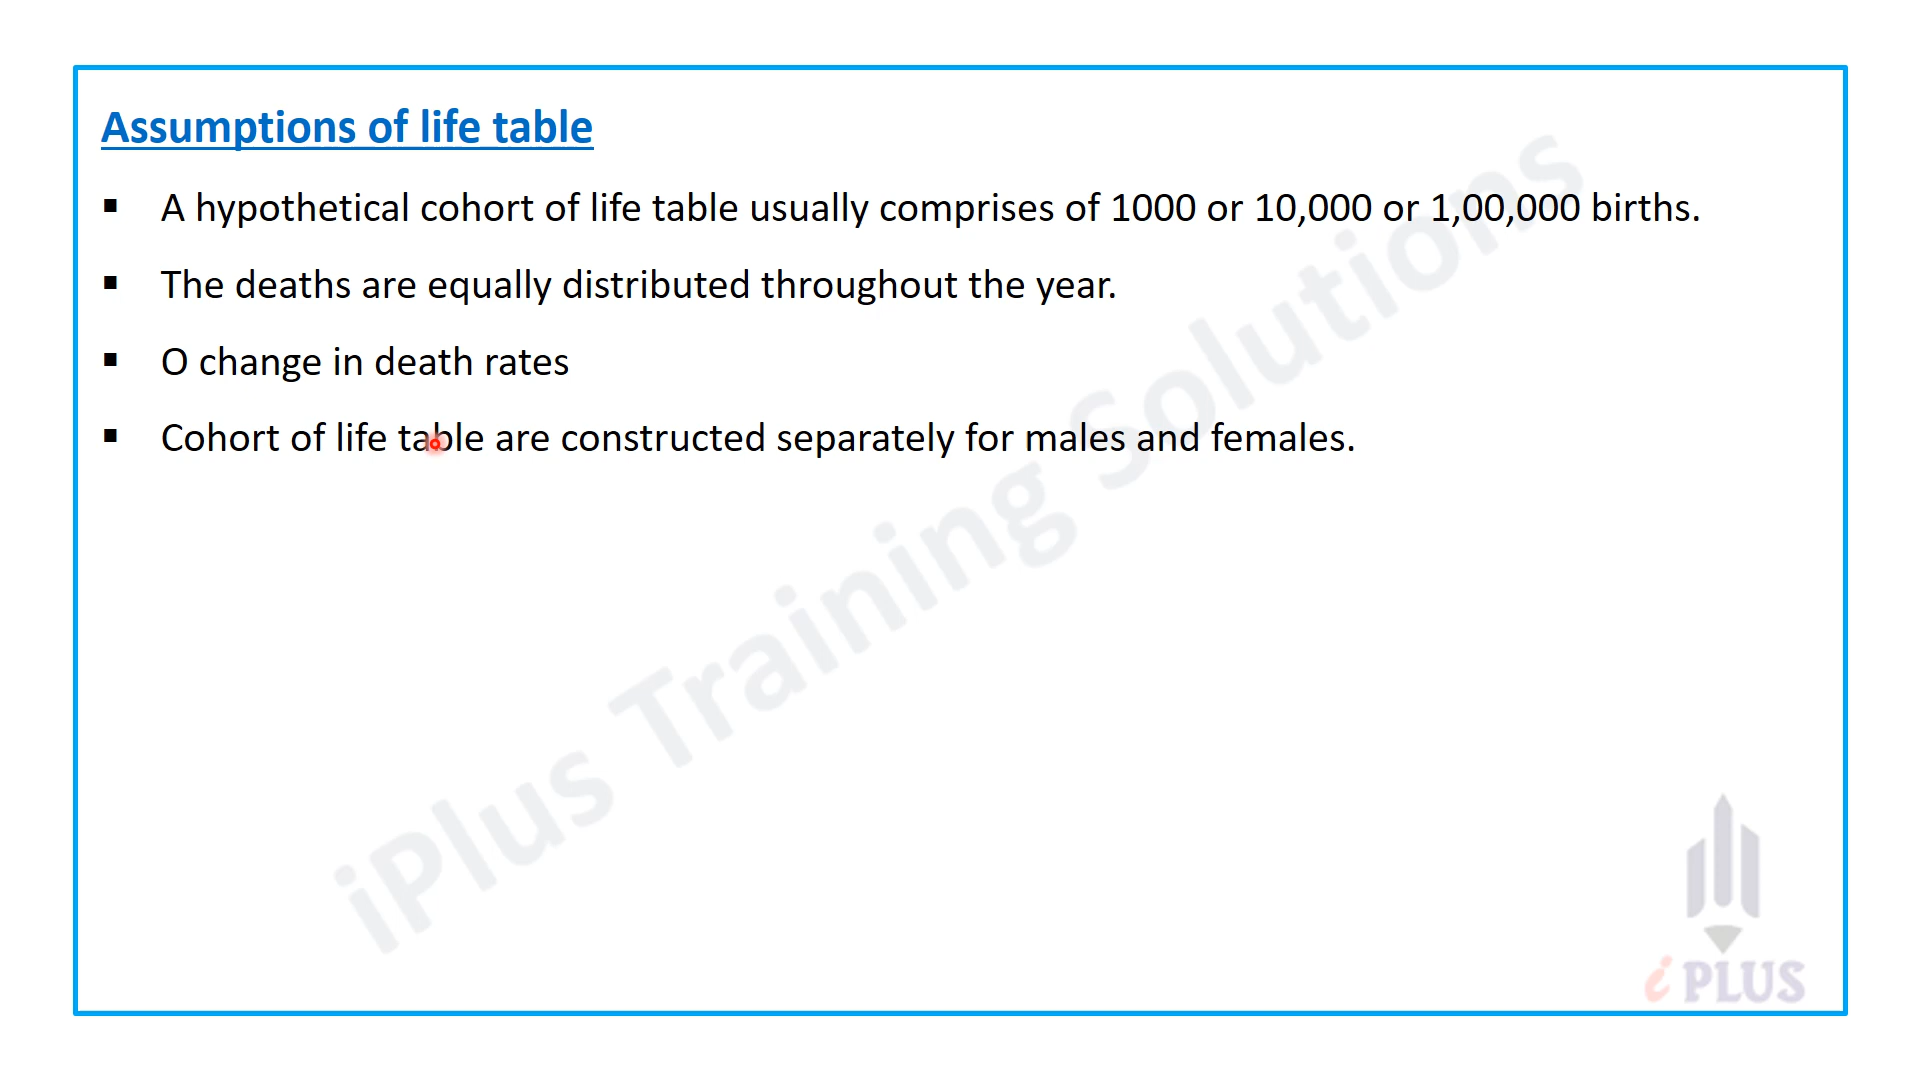 Assumptions of life table
▪ A hypothetical cohort of life table usually comprises of 1000 or 10,000 or 1,00,000 births.
▪ The deaths are equally distributed throughout the year.
▪ O change in death rates
▪ Cohort of life table are constructed separately for males and females.
iPlus Training Solutions
i PLUS